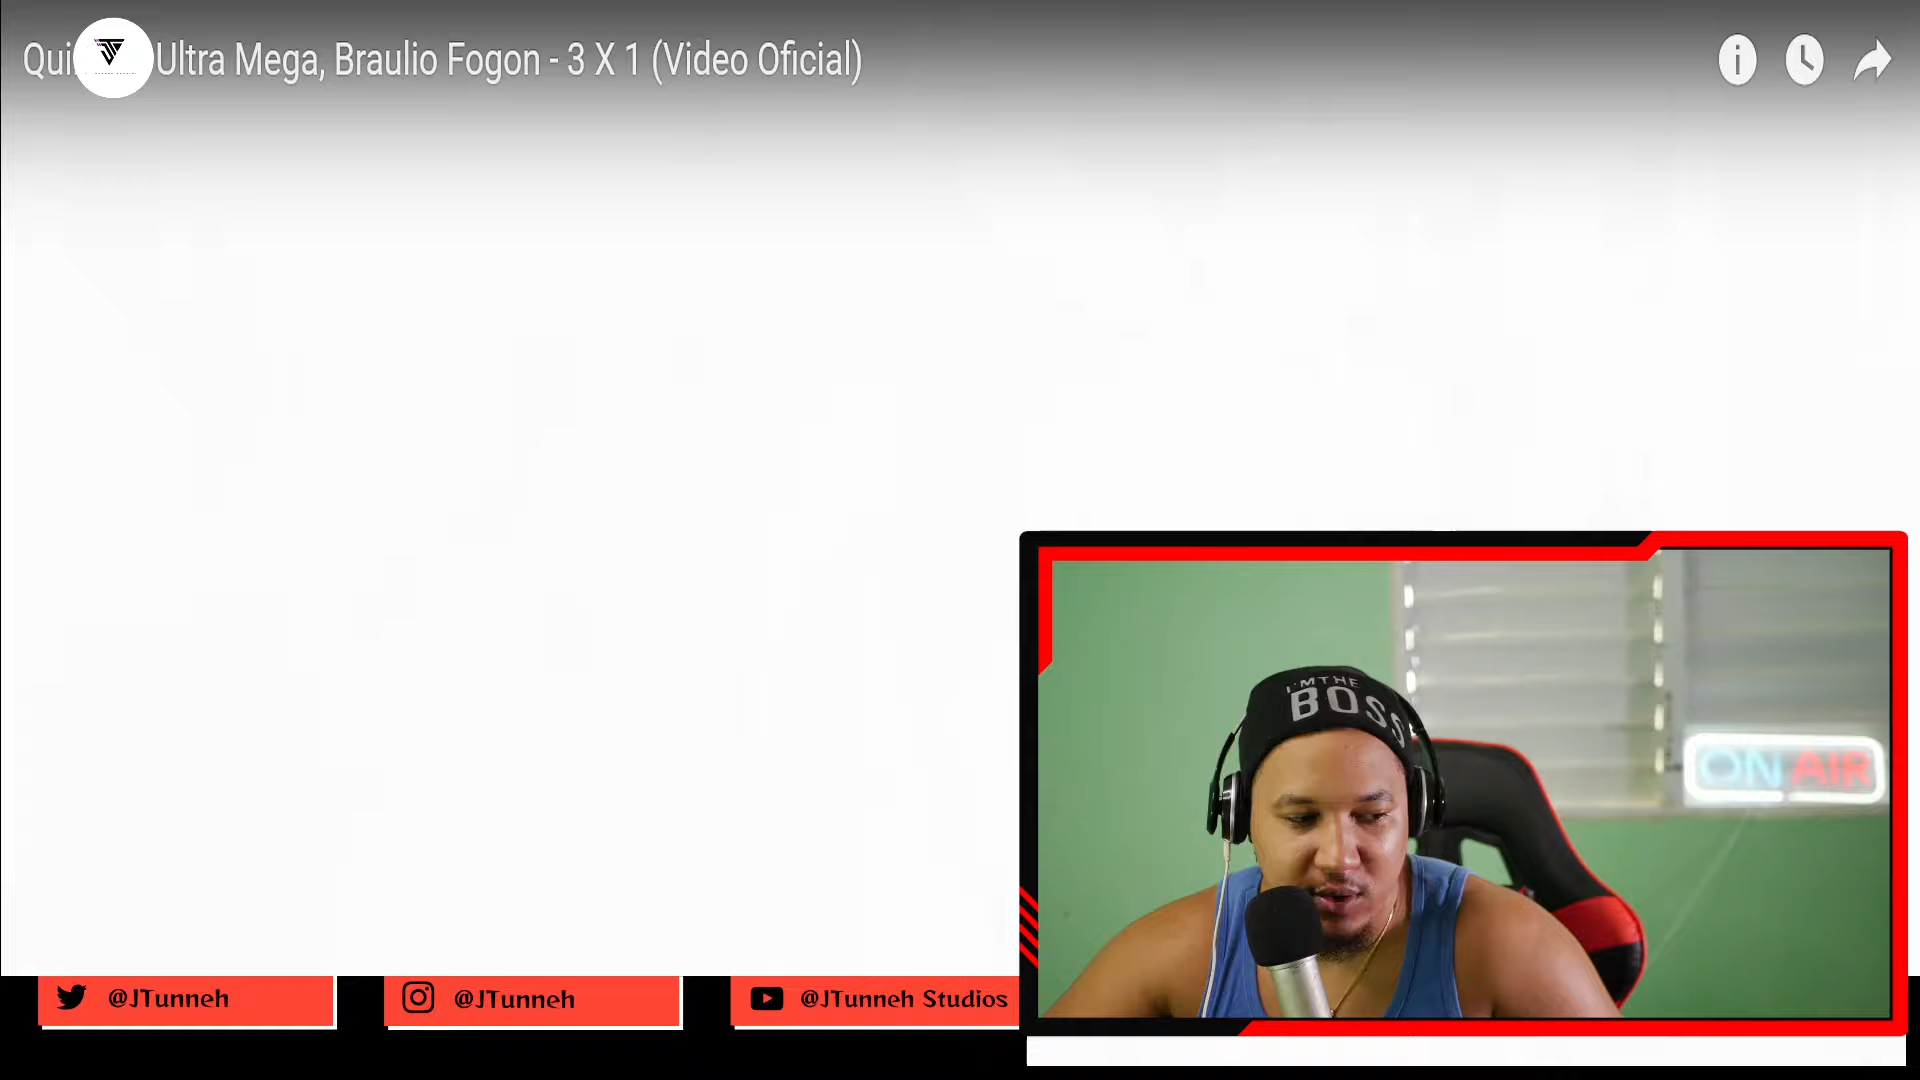 Qui Ultra Mega, Braulio Fogon - 3 X 1 (Video Oficial)
I'M THE
BOSS
ON AIR
@JTunneh
@JTunneh
@JTunneh Studios